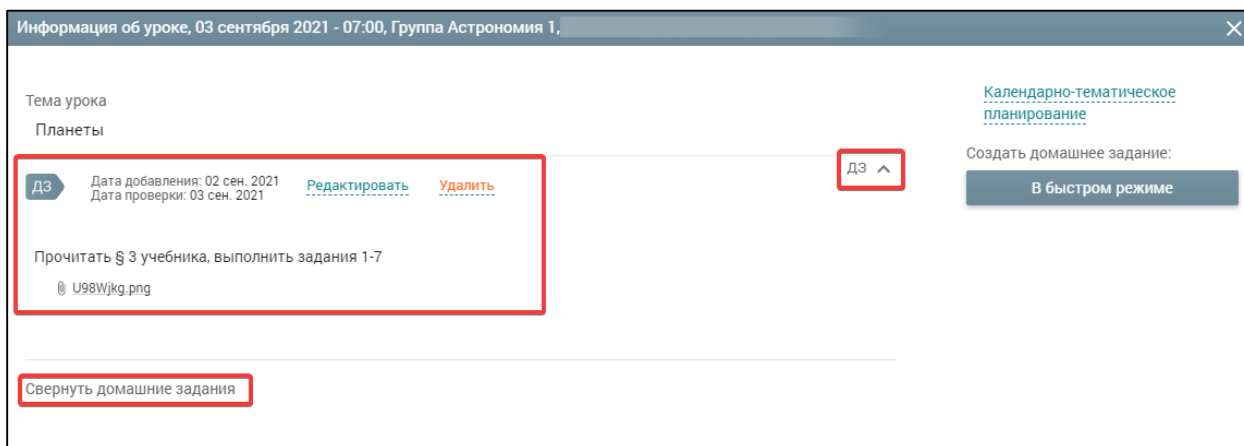 Информация об уроке, 03 сентября 2021 - 07:00, Группа Астрономия 1,
Тема урока
Планеты
ДЗ
ДЗ
Дата добавления: 02 сен. 2021
Дата проверки: 03 сен. 2021
Редактировать
Удалить
Прочитать § 3 учебника, выполнить задания 1-7
U98Wjkg.png
Свернуть домашние задания
Календарно-тематическое
планирование
Создать домашнее задание:
В быстром режиме